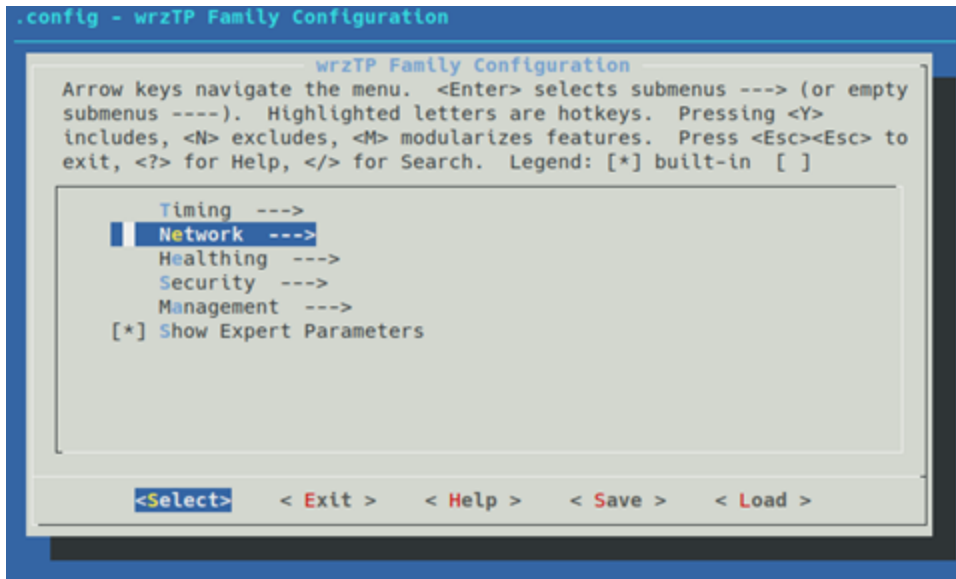 .config - wrzTP Family Configuration
wrzTP Family Configuration
Arrow keys navigate the menu.  <Enter> selects submenus ---> (or empty
submenus ----).  Highlighted letters are hotkeys.  Pressing <Y>
includes, <N> excludes, <M> modularizes features.  Press <Esc><Esc> to
exit, <?> for Help, </> for Search.  Legend: [*] built-in  [ ]
Timing  --->
Network  --->
Healthing  --->
Security  --->
Management  --->
[*] Show Expert Parameters
<Select>    < Exit >    < Help >    < Save >    < Load >